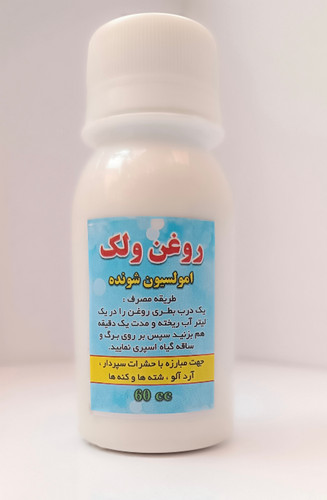 روغن ولک
امولسیون شونده
طریقه مصرف :
یک درب بطری روغن را در یک
لیتر آب ریخته و مدت یک دقیقه
هم بزنید سپس بر روی برگ و
ساقه گیاه اسپری نمایید.
جهت مبارزه با حشرات سپردار ،
آرد آلو ، شته ها و کنه ها
60 cc